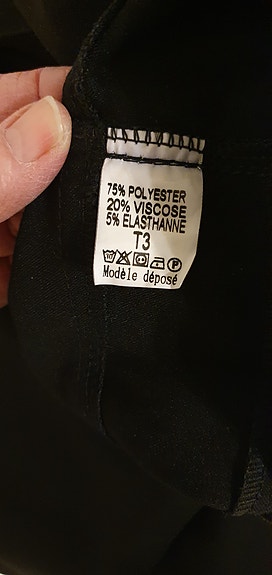 75% POLYESTER
20% VISCOSE
5% ELASTHANNE
T3
Modèle déposé